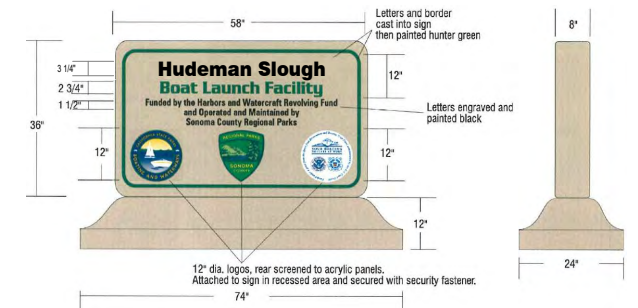 58"
Letters and border
cast into sign
then painted hunter green
8"
36"
3 1/4"
2 3/4"
1 1/2"
12"
Hudeman Slough
Boat Launch Facility
Funded by the Harbors and Watercraft Revolving Fund
and Operated and Maintained by
Sonoma County Regional Parks
12"
Letters engraved and
painted black
REGIONAL PARKS
SONOMA
COUNTY
BOATING AND WATERWAYS
12"
12"
24"
12" dia. logos, rear screened to acrylic panels.
Attached to sign in recessed area and secured with security fastener.
74"